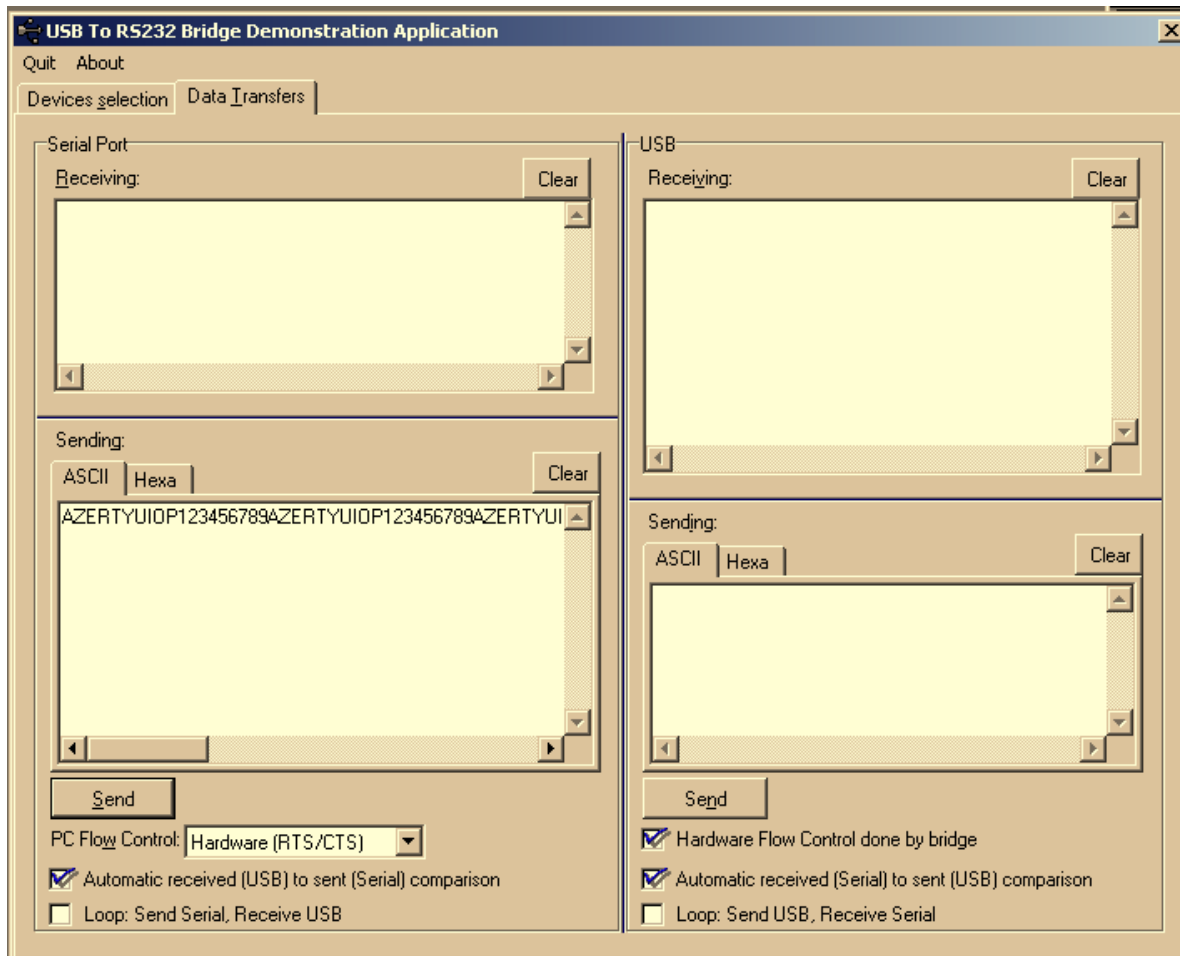 USB To RS232 Bridge Demonstration Application
Quit About
Devices selection Data Transfers
Serial Port
Receiving: Clear
Sending:
ASCII Hexa Clear
AZERTYUIOP123456789AZERTYUIOP123456789AZERTYUI
Send
PC Flow Control: Hardware (RTS/CTS)
Automatic received (USB) to sent (Serial) comparison
Loop: Send Serial, Receive USB
USB
Receiving: Clear
Sending:
ASCII Hexa Clear
Send
Hardware Flow Control done by bridge
Automatic received (Serial) to sent (USB) comparison
Loop: Send USB, Receive Serial